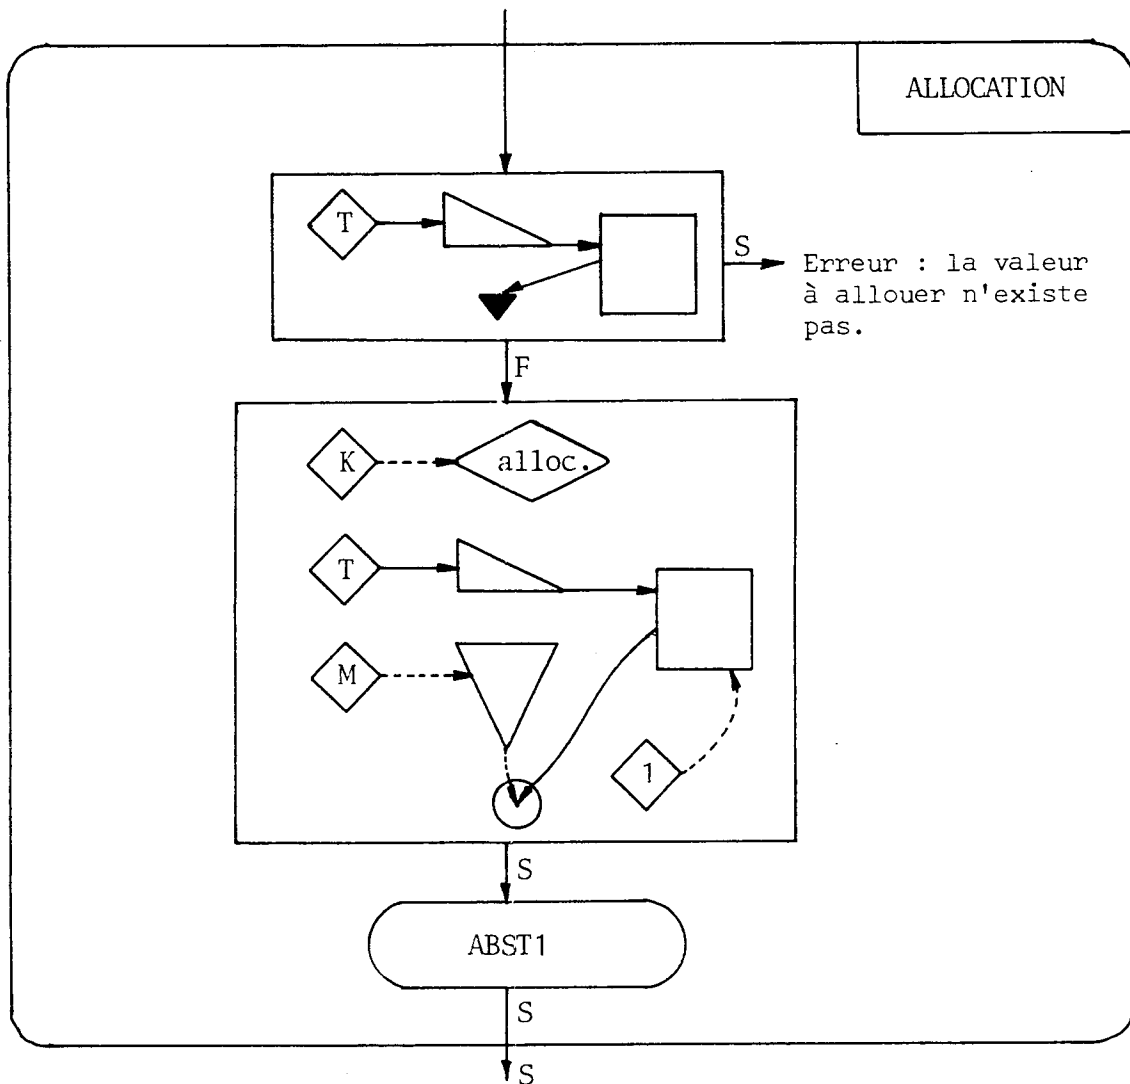 ALLOCATION
T
S
Erreur : la valeur
à allouer n'existe
pas.
F
K
alloc.
T
M
1
S
ABST1
S
S